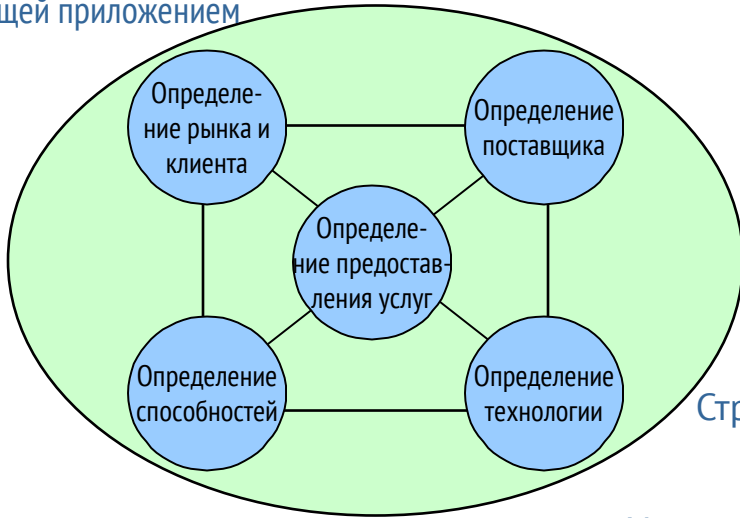 щей приложением
Определе-
ние рынка и
клиента
Определение
поставщика
Определе-
ние предостав-
ления услуг
Определение
способностей
Определение
технологии
Стр